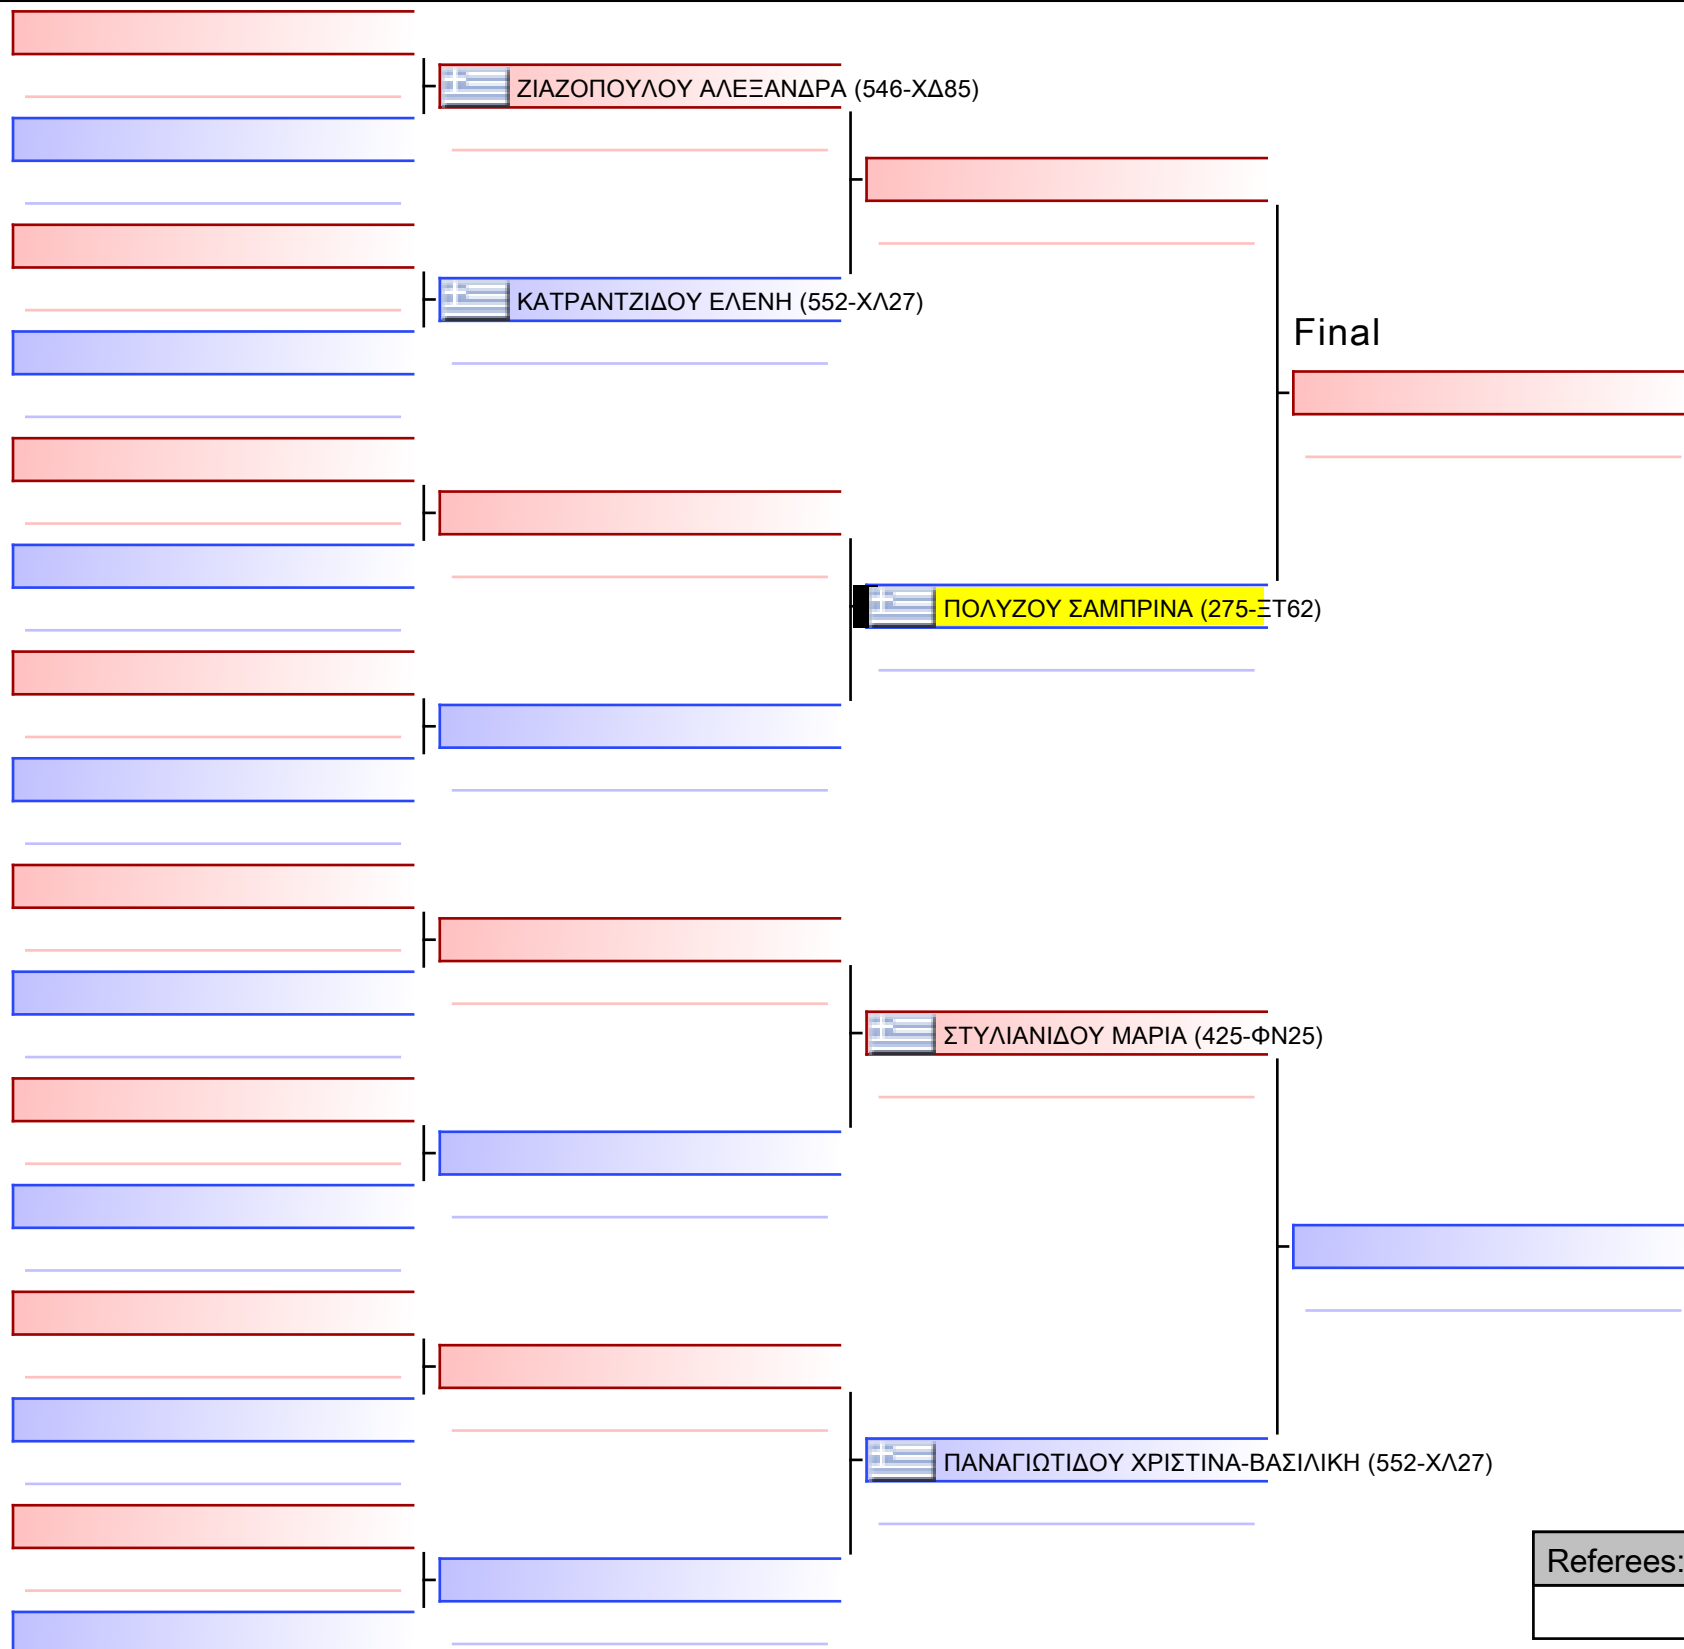 ΖΙΑΖΟΠΟΥΛΟΥ ΑΛΕΞΑΝΔΡΑ (546-ΧΔ85)
ΚΑΤΡΑΝΤΖΙΔΟΥ ΕΛΕΝΗ (552-ΧΛ27)
Final
ΠΟΛΥΖΟΥ ΣΑΜΠΡΙΝΑ (275-ΞΤ62)
ΣΤΥΛΙΑΝΙΔΟΥ ΜΑΡΙΑ (425-ΦΝ25)
ΠΑΝΑΓΙΩΤΙΔΟΥ ΧΡΙΣΤΙΝΑ-ΒΑΣΙΛΙΚΗ (552-ΧΛ27)
Referees: